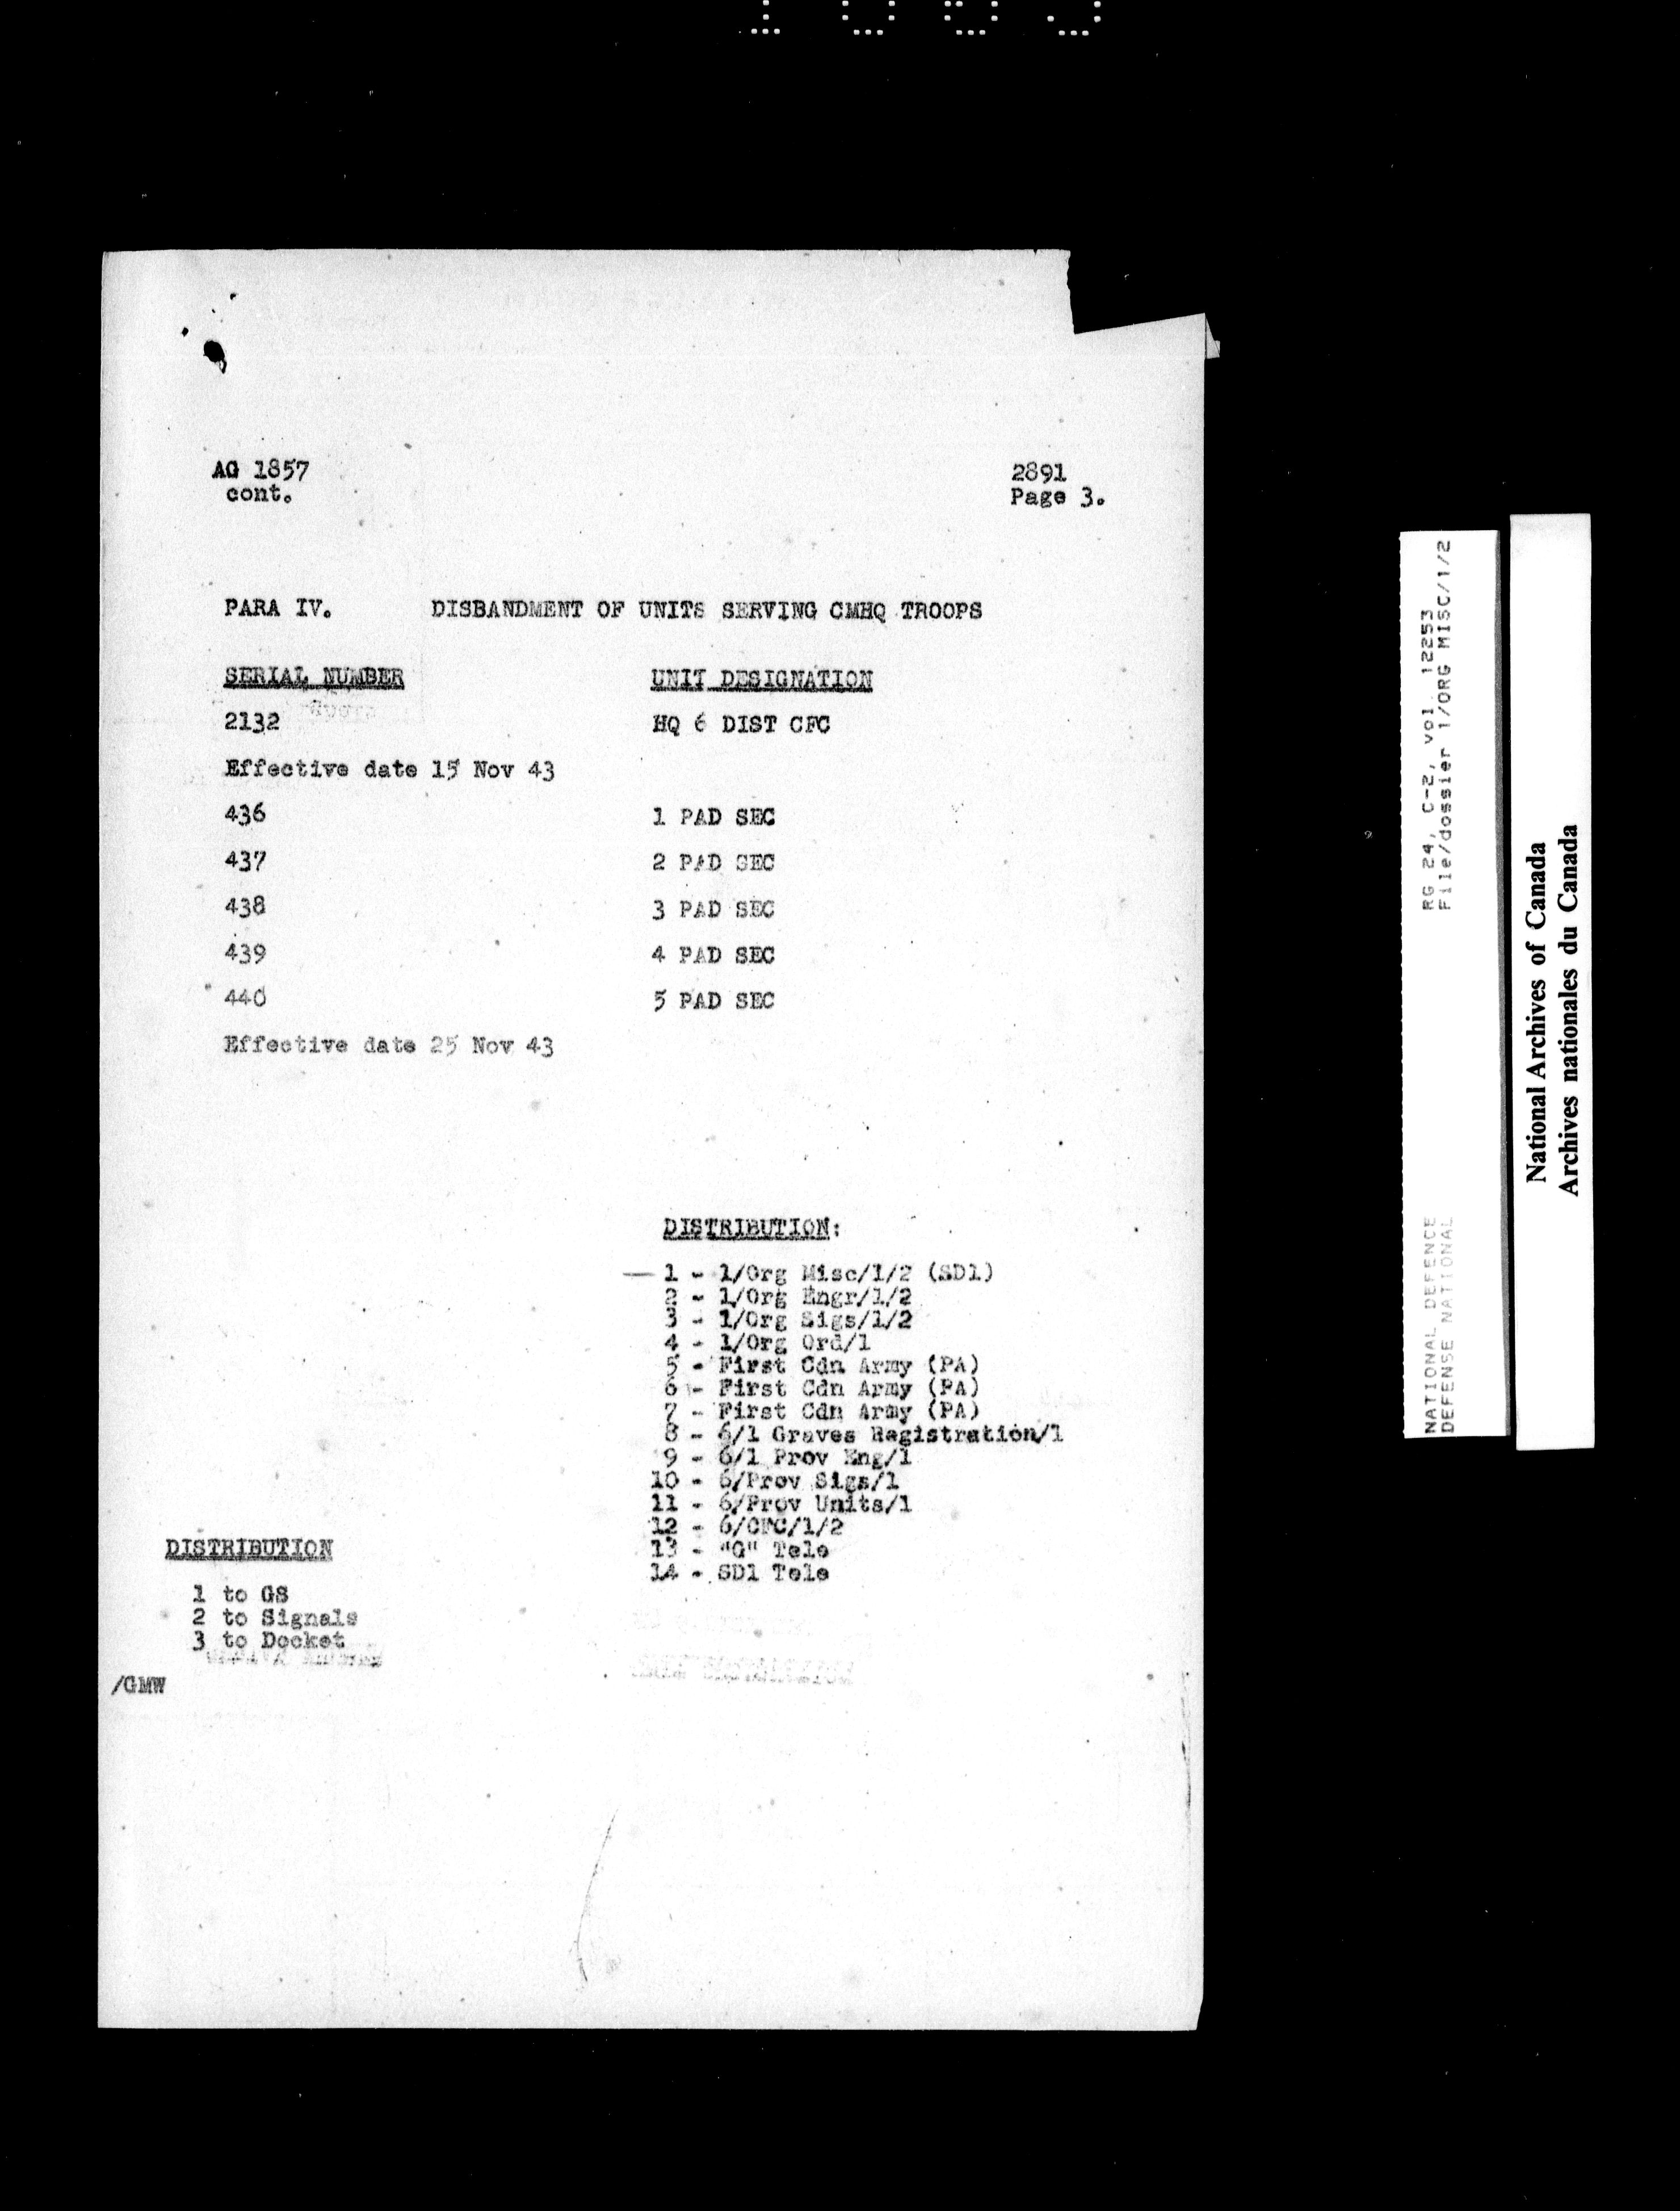 AG 1857
cont.
2891
Page 3.
PARA IV. DISBANDMENT OF UNITS SERVING CMHQ TROOPS
SERIAL NUMBER UNIT DESIGNATION
2132 HQ 6 DIST CFC
Effective date 15 Nov 43
436 1 PAD SEC
437 2 PAD SEC
438 3 PAD SEC
439 4 PAD SEC
440 5 PAD SEC
Effective date 25 Nov 43
DISTRIBUTION:
1 - 1/Org Misc/1/2 (SD1)
2 - 1/Org Engr/1/2
3 - 1/Org Sigs/1/2
4 - 1/Org Ord/1
5 - First Cdn Army (PA)
6 - First Cdn Army (PA)
7 - First Cdn Army (PA)
8 - 6/1 Graves Registration/1
9 - 6/1 Prov Eng/1
10 - 6/Prov Sigs/1
11 - 6/Prov Units/1
12 - 6/CFC/1/2
13 - "G" Tele
14 - SD1 Tele
DISTRIBUTION
1 to GS
2 to Signals
3 to Docket
/GMW
NATIONAL DEFENCE RG 24, C-2, vol 12253
DEFENSE NATIONAL File/dossier 1/ORG MISC/1/2
National Archives of Canada
Archives nationales du Canada